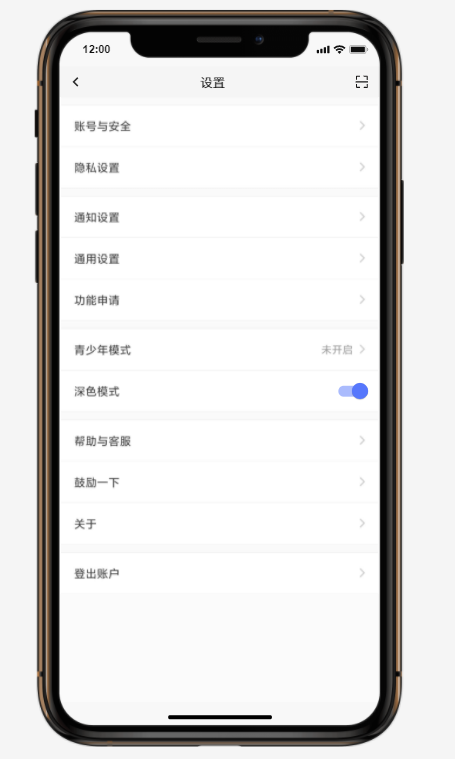 12:00
设置
账号与安全
隐私设置
通知设置
通用设置
功能申请
青少年模式 未开启
深色模式
帮助与客服
鼓励一下
关于
登出账户